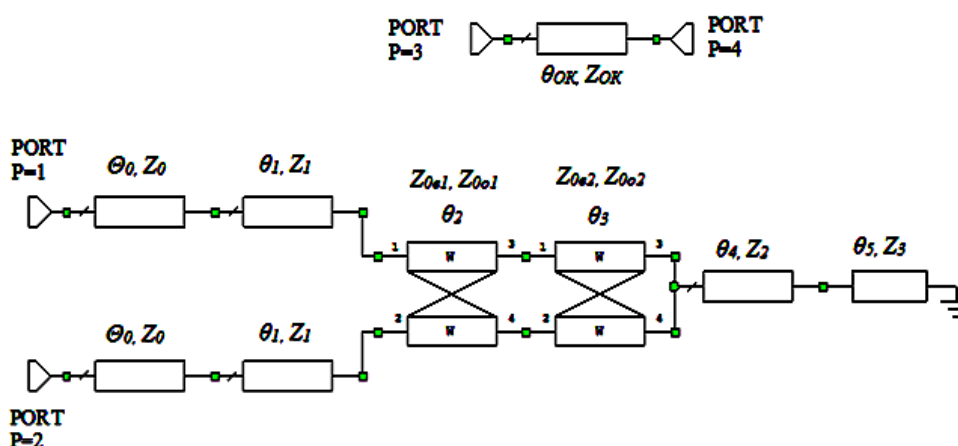 PORT
P=3
PORT
P=4
θOK, ZOK
PORT
P=1
Θ0, Z0
θ1, Z1
Z0e1, Z0o1
θ2
Z0e2, Z0o2
θ3
1 W 3 1 W 3
2 W 4 2 W 4
θ4, Z2
θ5, Z3
Θ0, Z0
θ1, Z1
PORT
P=2